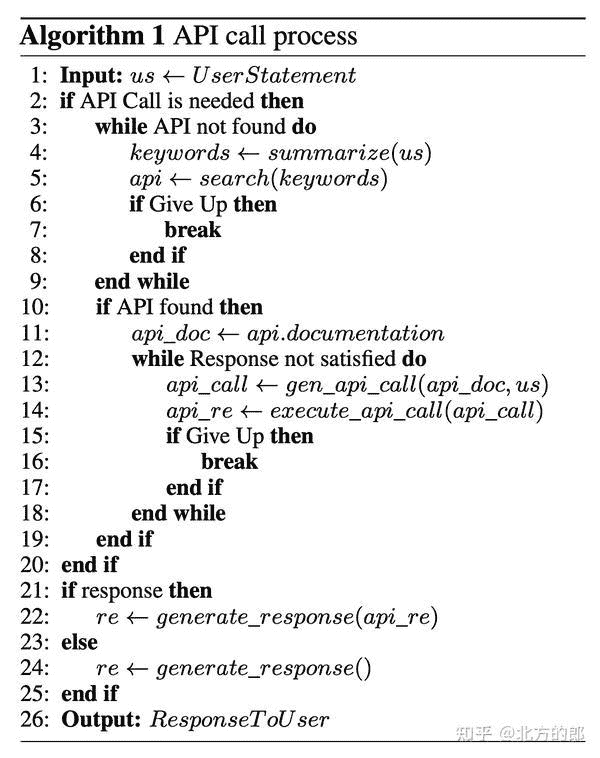 Algorithm 1 API call process
1: Input: us ← UserStatement
2: if API Call is needed then
3: while API not found do
4: keywords ← summarize(us)
5: api ← search(keywords)
6: if Give Up then
7: break
8: end if
9: end while
10: if API found then
11: api_doc ← api.documentation
12: while Response not satisfied do
13: api_call ← gen_api_call(api_doc, us)
14: api_re ← execute_api_call(api_call)
15: if Give Up then
16: break
17: end if
18: end while
19: end if
20: end if
21: if response then
22: re ← generate_response(api_re)
23: else
24: re ← generate_response()
25: end if
26: Output: ResponseToUser
知乎 @北方的郎